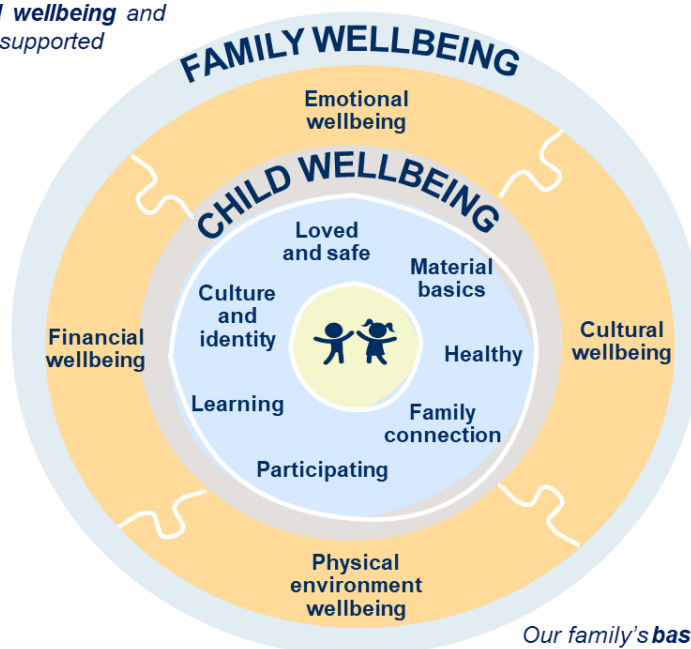 wellbeing and
supported
FAMILY WELLBEING
Emotional
wellbeing
CHILD WELLBEING
Loved
and safe
Material
basics
Culture
and
identity
Healthy
Financial
wellbeing
Cultural
wellbeing
Learning
Family
connection
Participating
Physical
environment
wellbeing
Our family's bas